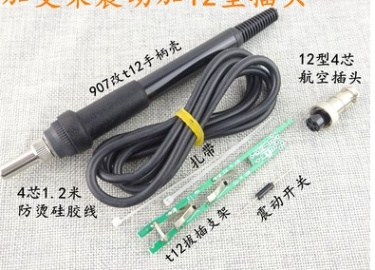 907改t12手柄壳
12型4芯
航空插头
扎带
4芯1.2米
防烫硅胶线
t12拔插支架
震动开关